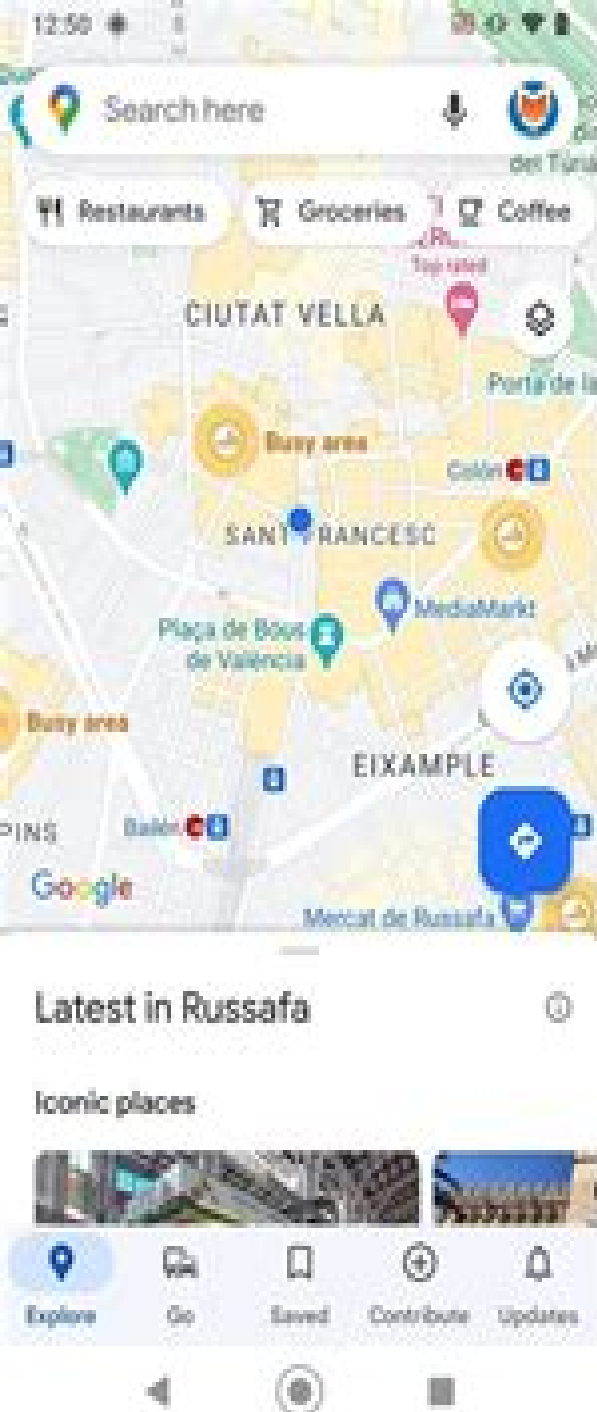 12:50
Search here
del Túria
Restaurants
Groceries
Coffee
Top rated
CIUTAT VELLA
Porta de la
Busy area
Colón
SANT FRANCESC
MediaMarkt
Plaça de Bous
de València
Busy area
EIXAMPLE
PINS
Bailén
Google
Mercat de Russafa
Latest in Russafa
Iconic places
Explore
Go
Saved
Contribute
Updates